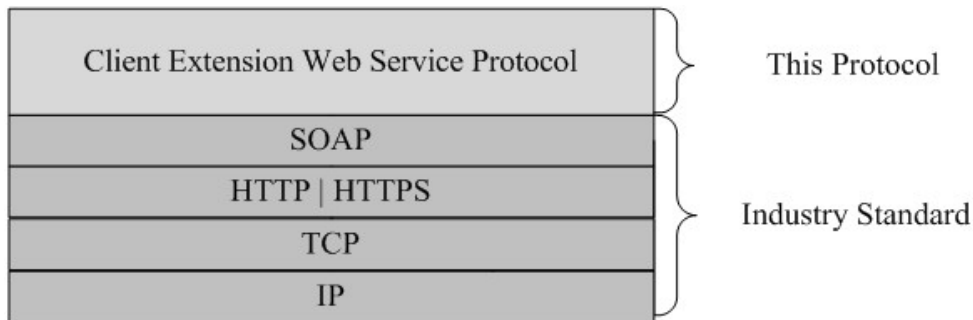 Client Extension Web Service Protocol
This Protocol
SOAP
HTTP | HTTPS
Industry Standard
TCP
IP